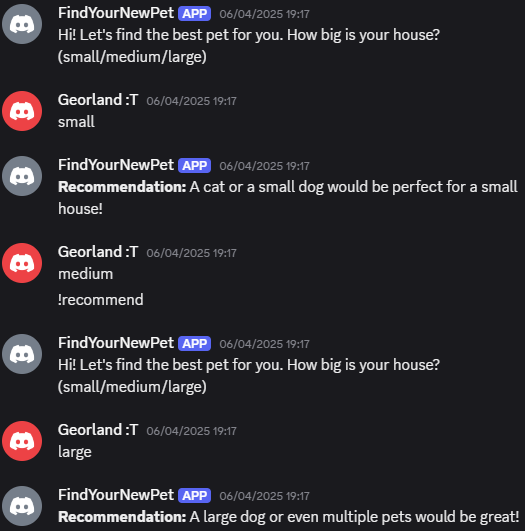 FindYourNewPet APP 06/04/2025 19:17
Hi! Let's find the best pet for you. How big is your house?
(small/medium/large)
Georland :T 06/04/2025 19:17
small
FindYourNewPet APP 06/04/2025 19:17
Recommendation: A cat or a small dog would be perfect for a small
house!
Georland :T 06/04/2025 19:17
medium
!recommend
FindYourNewPet APP 06/04/2025 19:17
Hi! Let's find the best pet for you. How big is your house?
(small/medium/large)
Georland :T 06/04/2025 19:17
large
FindYourNewPet APP 06/04/2025 19:17
Recommendation: A large dog or even multiple pets would be great!